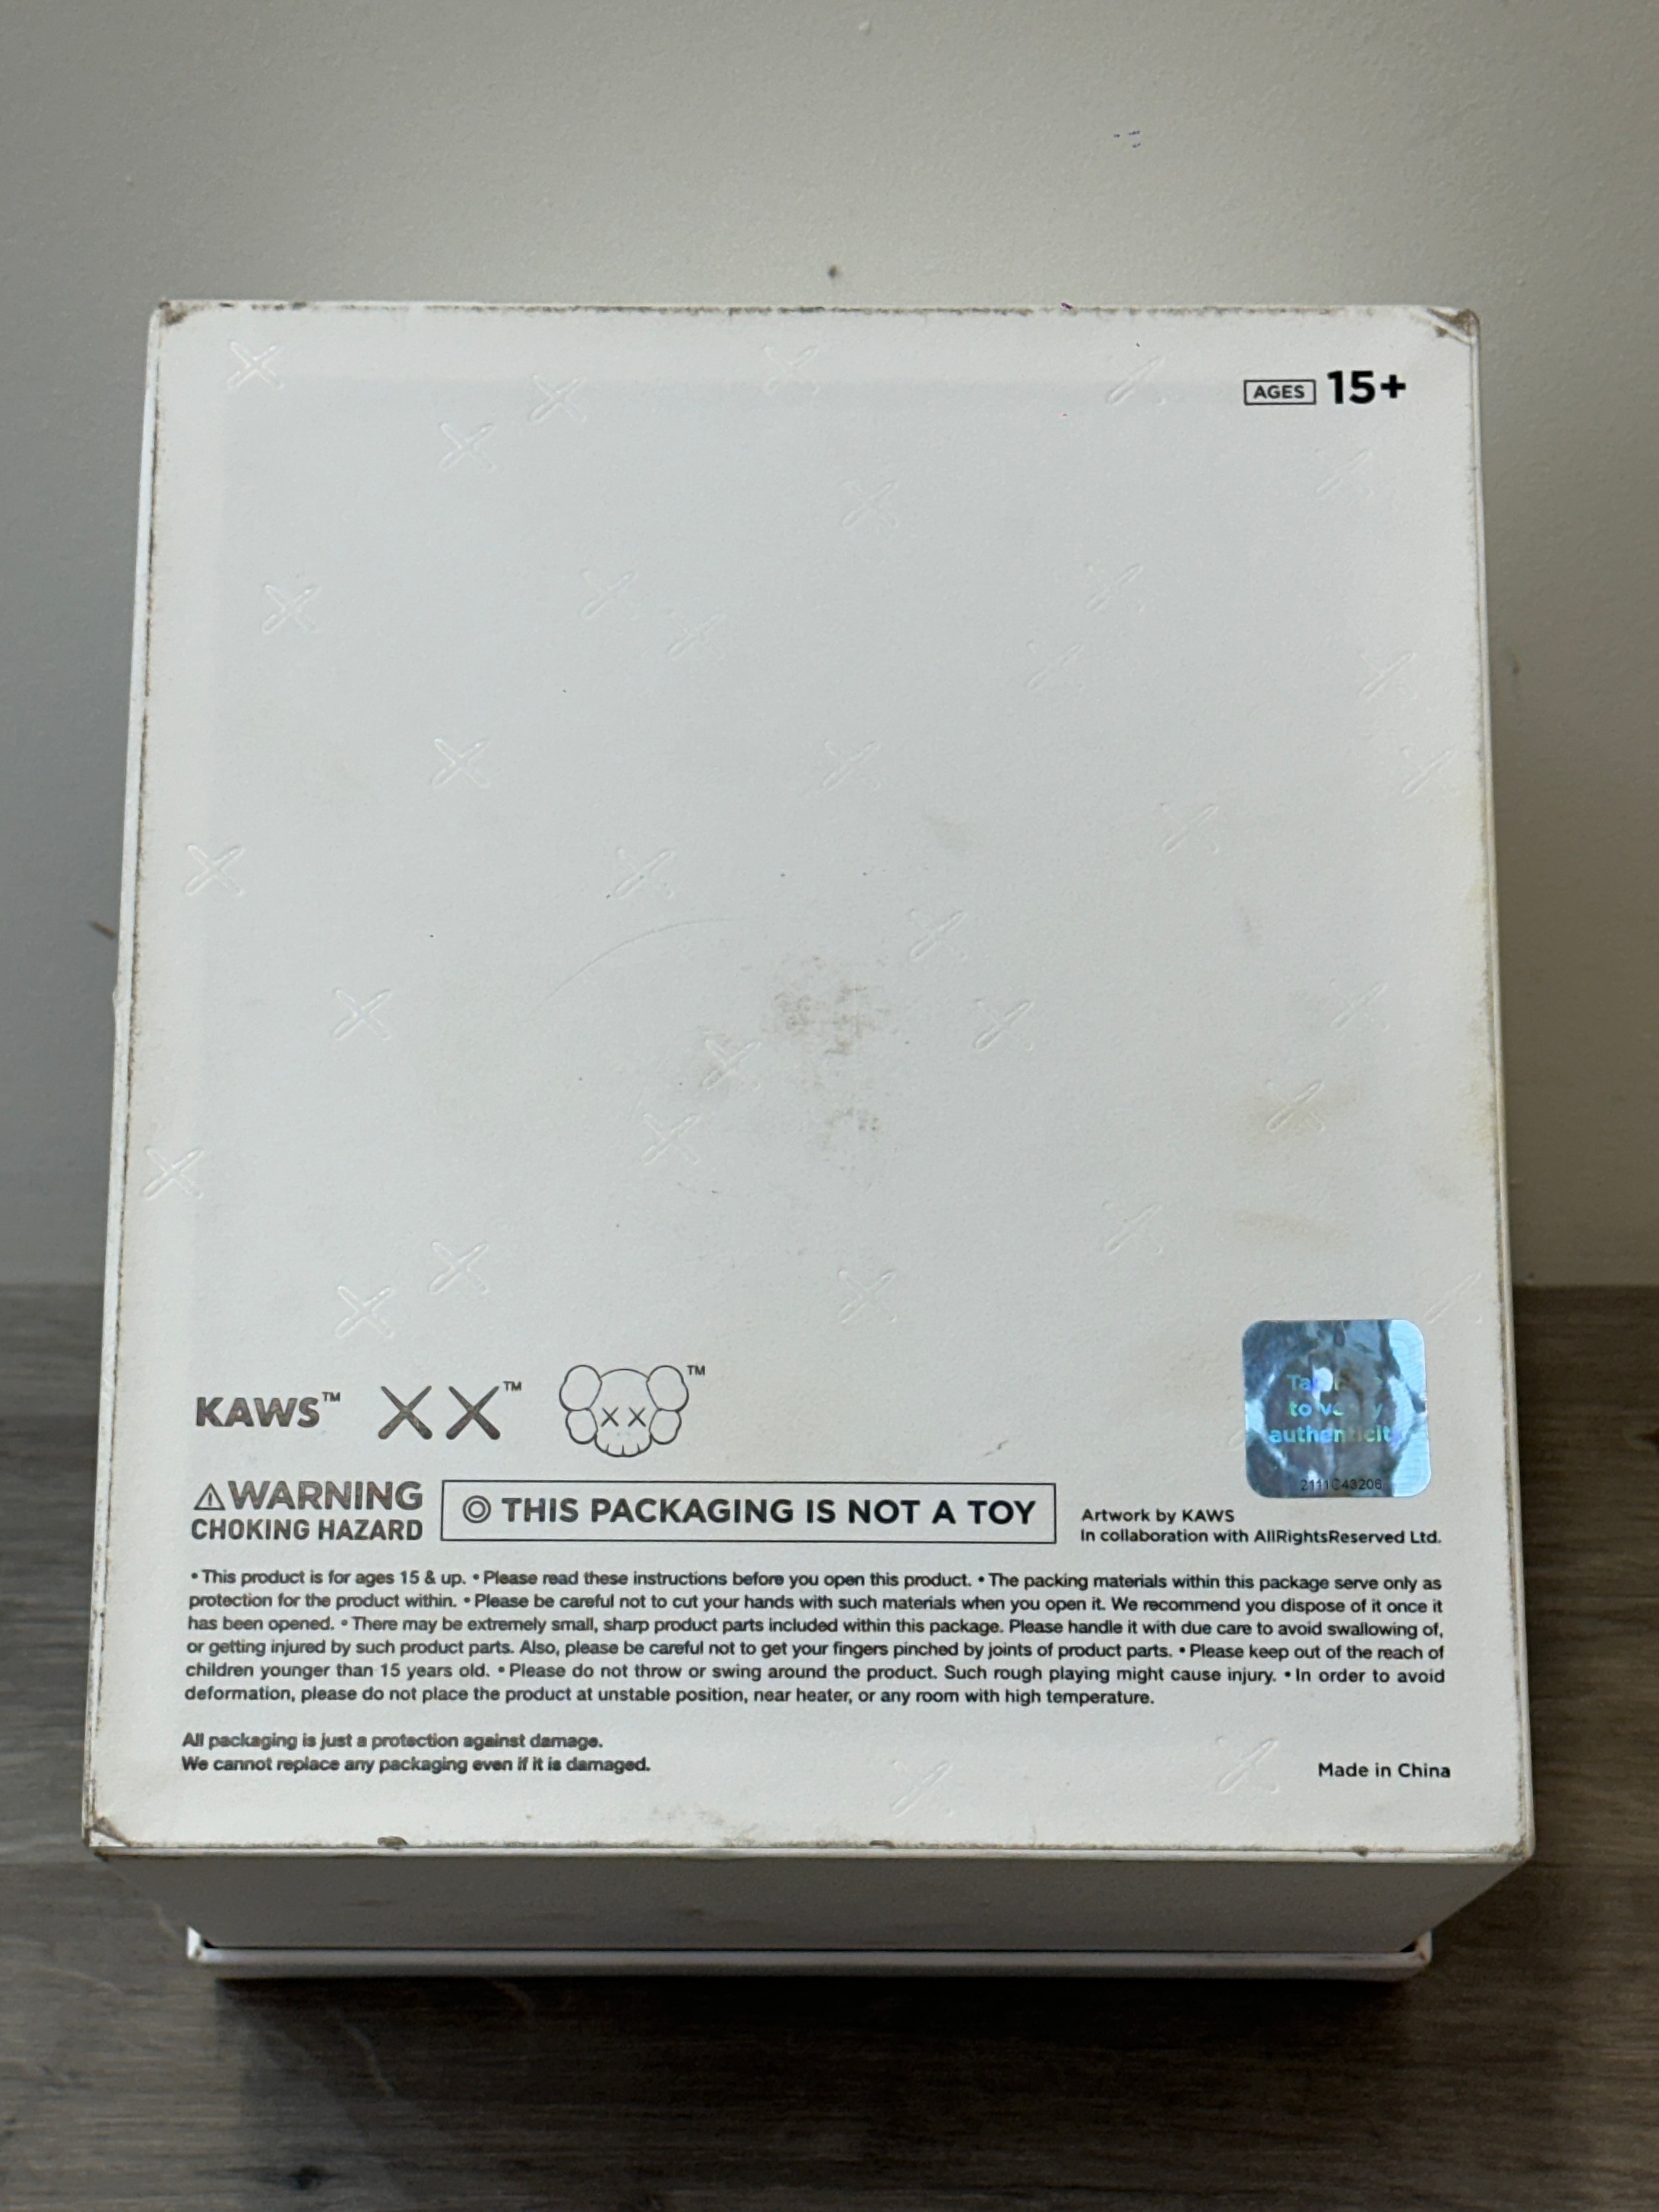 AGES 15+
KAWS™ XX™ ™
XX
Tap here
to verify
authenticity
2111C43206
⚠WARNING
CHOKING HAZARD
◎ THIS PACKAGING IS NOT A TOY
Artwork by KAWS
In collaboration with AllRightsReserved Ltd.
• This product is for ages 15 & up. • Please read these instructions before you open this product. • The packing materials within this package serve only as
protection for the product within. • Please be careful not to cut your hands with such materials when you open it. We recommend you dispose of it once it
has been opened. • There may be extremely small, sharp product parts included within this package. Please handle it with due care to avoid swallowing of,
or getting injured by such product parts. Also, please be careful not to get your fingers pinched by joints of product parts. • Please keep out of the reach of
children younger than 15 years old. • Please do not throw or swing around the product. Such rough playing might cause injury. • In order to avoid
deformation, please do not place the product at unstable position, near heater, or any room with high temperature.
All packaging is just a protection against damage.
We cannot replace any packaging even if it is damaged.
Made in China